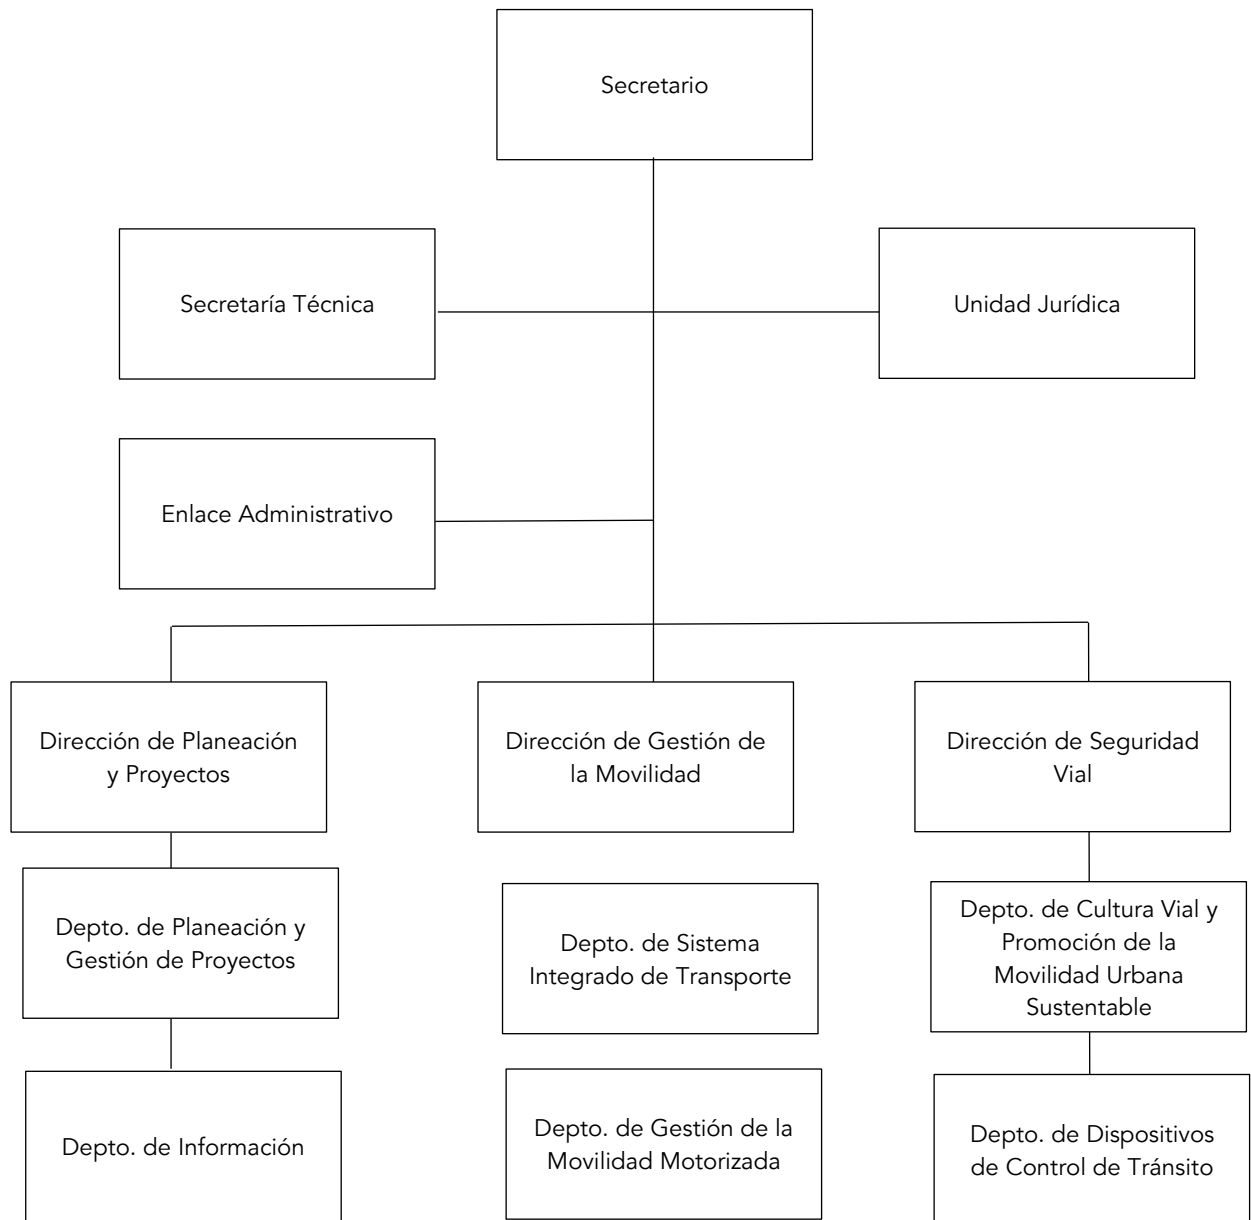 Secretario
Secretaría Técnica
Unidad Jurídica
Enlace Administrativo
Dirección de Planeación
y Proyectos
Dirección de Gestión de
la Movilidad
Dirección de Seguridad
Vial
Depto. de Planeación y
Gestión de Proyectos
Depto. de Sistema
Integrado de Transporte
Depto. de Cultura Vial y
Promoción de la
Movilidad Urbana
Sustentable
Depto. de Información
Depto. de Gestión de la
Movilidad Motorizada
Depto. de Dispositivos
de Control de Tránsito